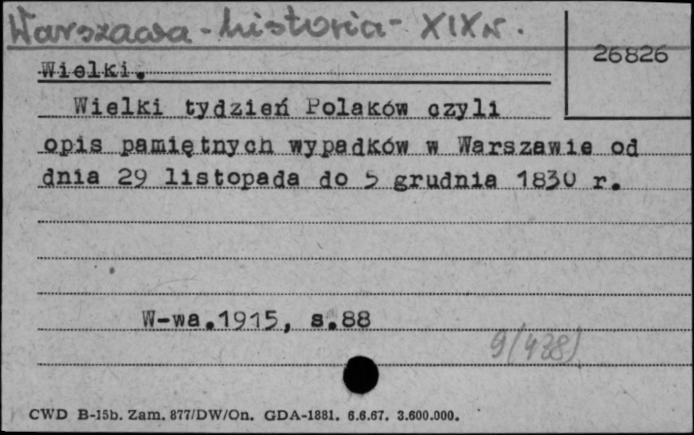 Warszawa - historia - XIX w.
26826
Wielki.
Wielki tydzień Polaków czyli
opis pamiętnych wypadków w Warszawie od
dnia 29 listopada do 5 grudnia 1830 r.
W-wa.1915, s.88
9/(438)
CWD B-15b. Zam. 877/DW/On. GDA-1881. 6.6.67. 3.600.000.